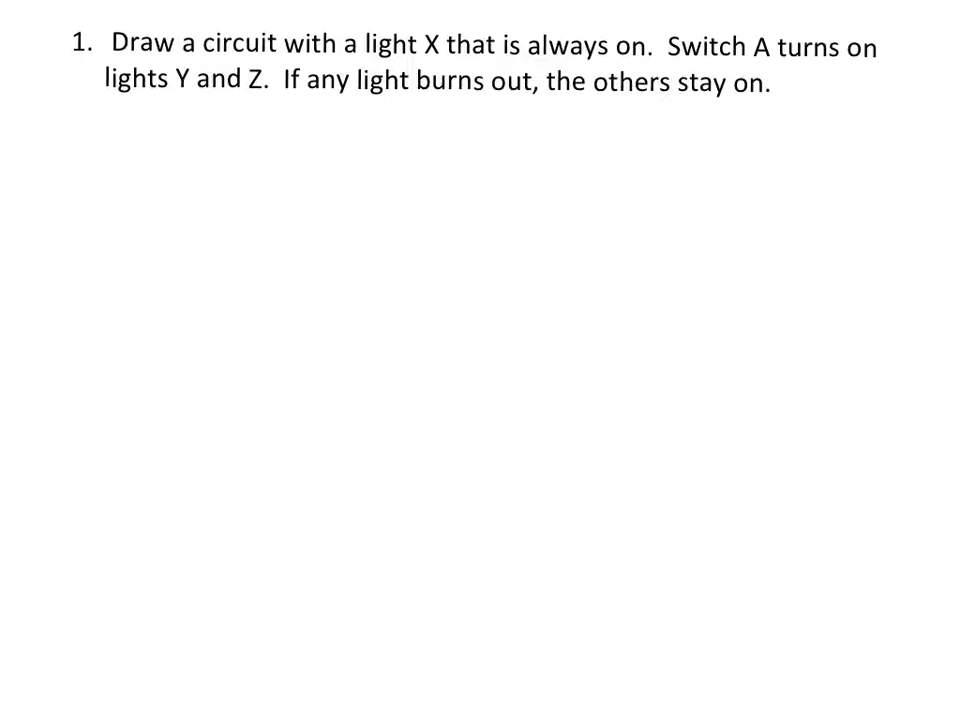 1. Draw a circuit with a light X that is always on. Switch A turns on
lights Y and Z. If any light burns out, the others stay on.